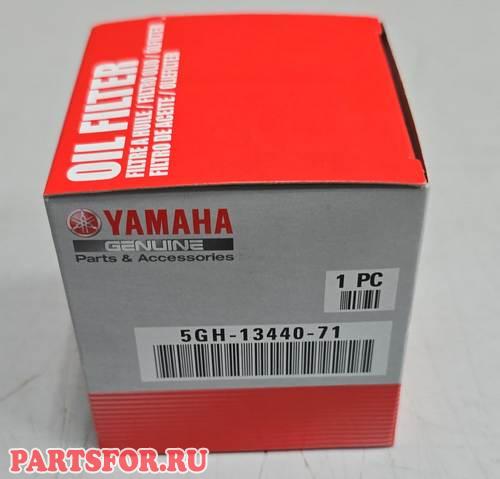 OIL FILTER
FILTRE A HUILE / FILTRO OLIO / ÖLFILTER
FILTRO DE ACEITE / OLIEFILTER
YAMAHA
GENUINE
Parts & Accessories
1 PC
5GH-13440-71
PARTSFOR.RU